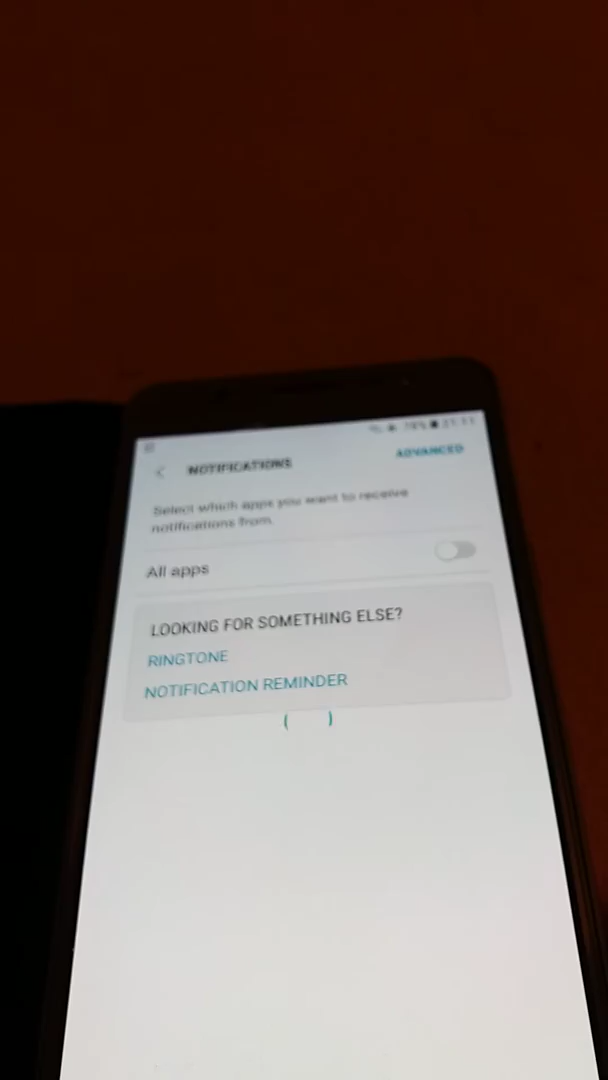 NOTIFICATIONS
ADVANCED
Select which apps you want to receive
notifications from.
All apps
LOOKING FOR SOMETHING ELSE?
RINGTONE
NOTIFICATION REMINDER